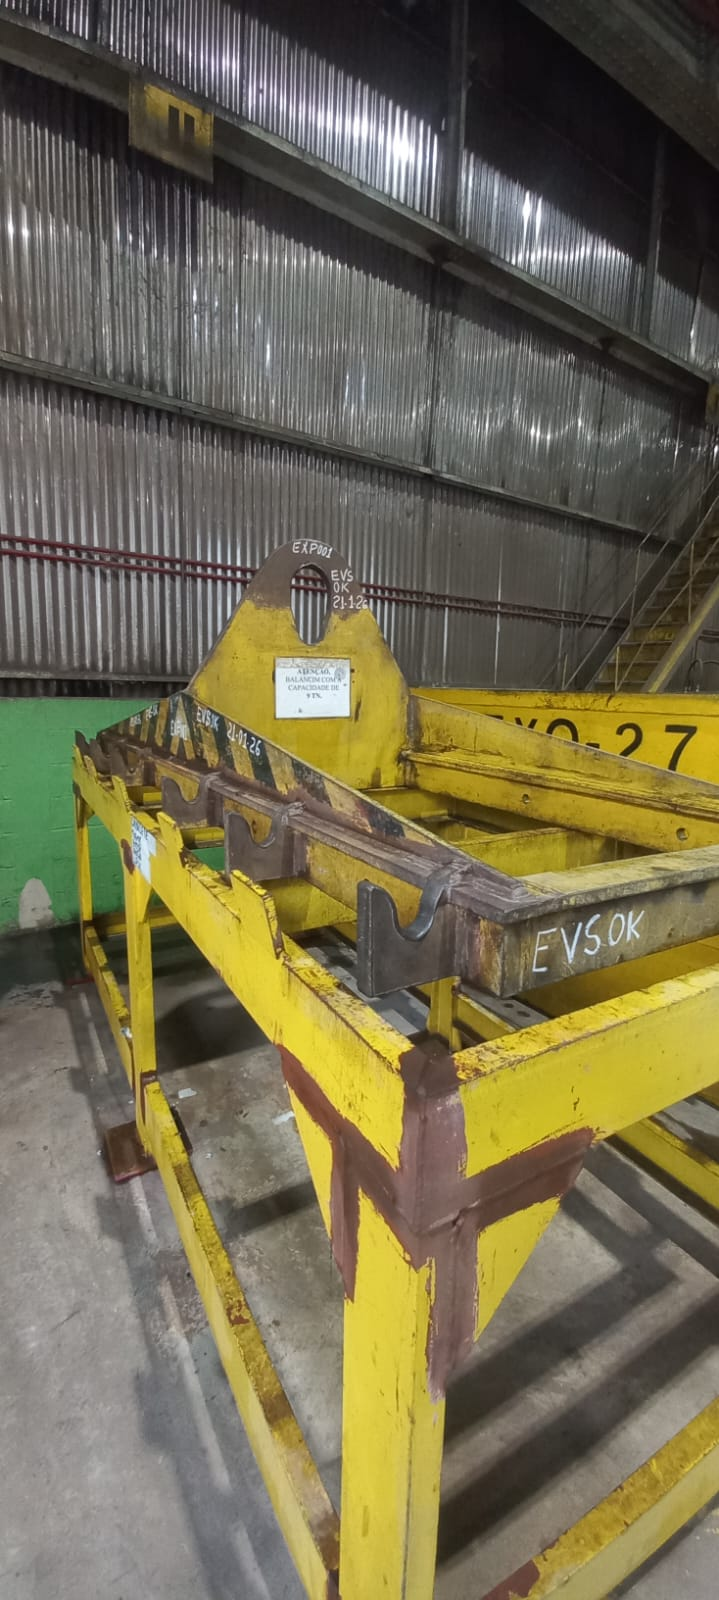 EXP001
EVS
OK
21-1-26
ATENÇÃO,
BALANCIM COM A
CAPACIDADE DE
9 TN.
EVS.OK 21-01-26
EXO-27
EVS.OK